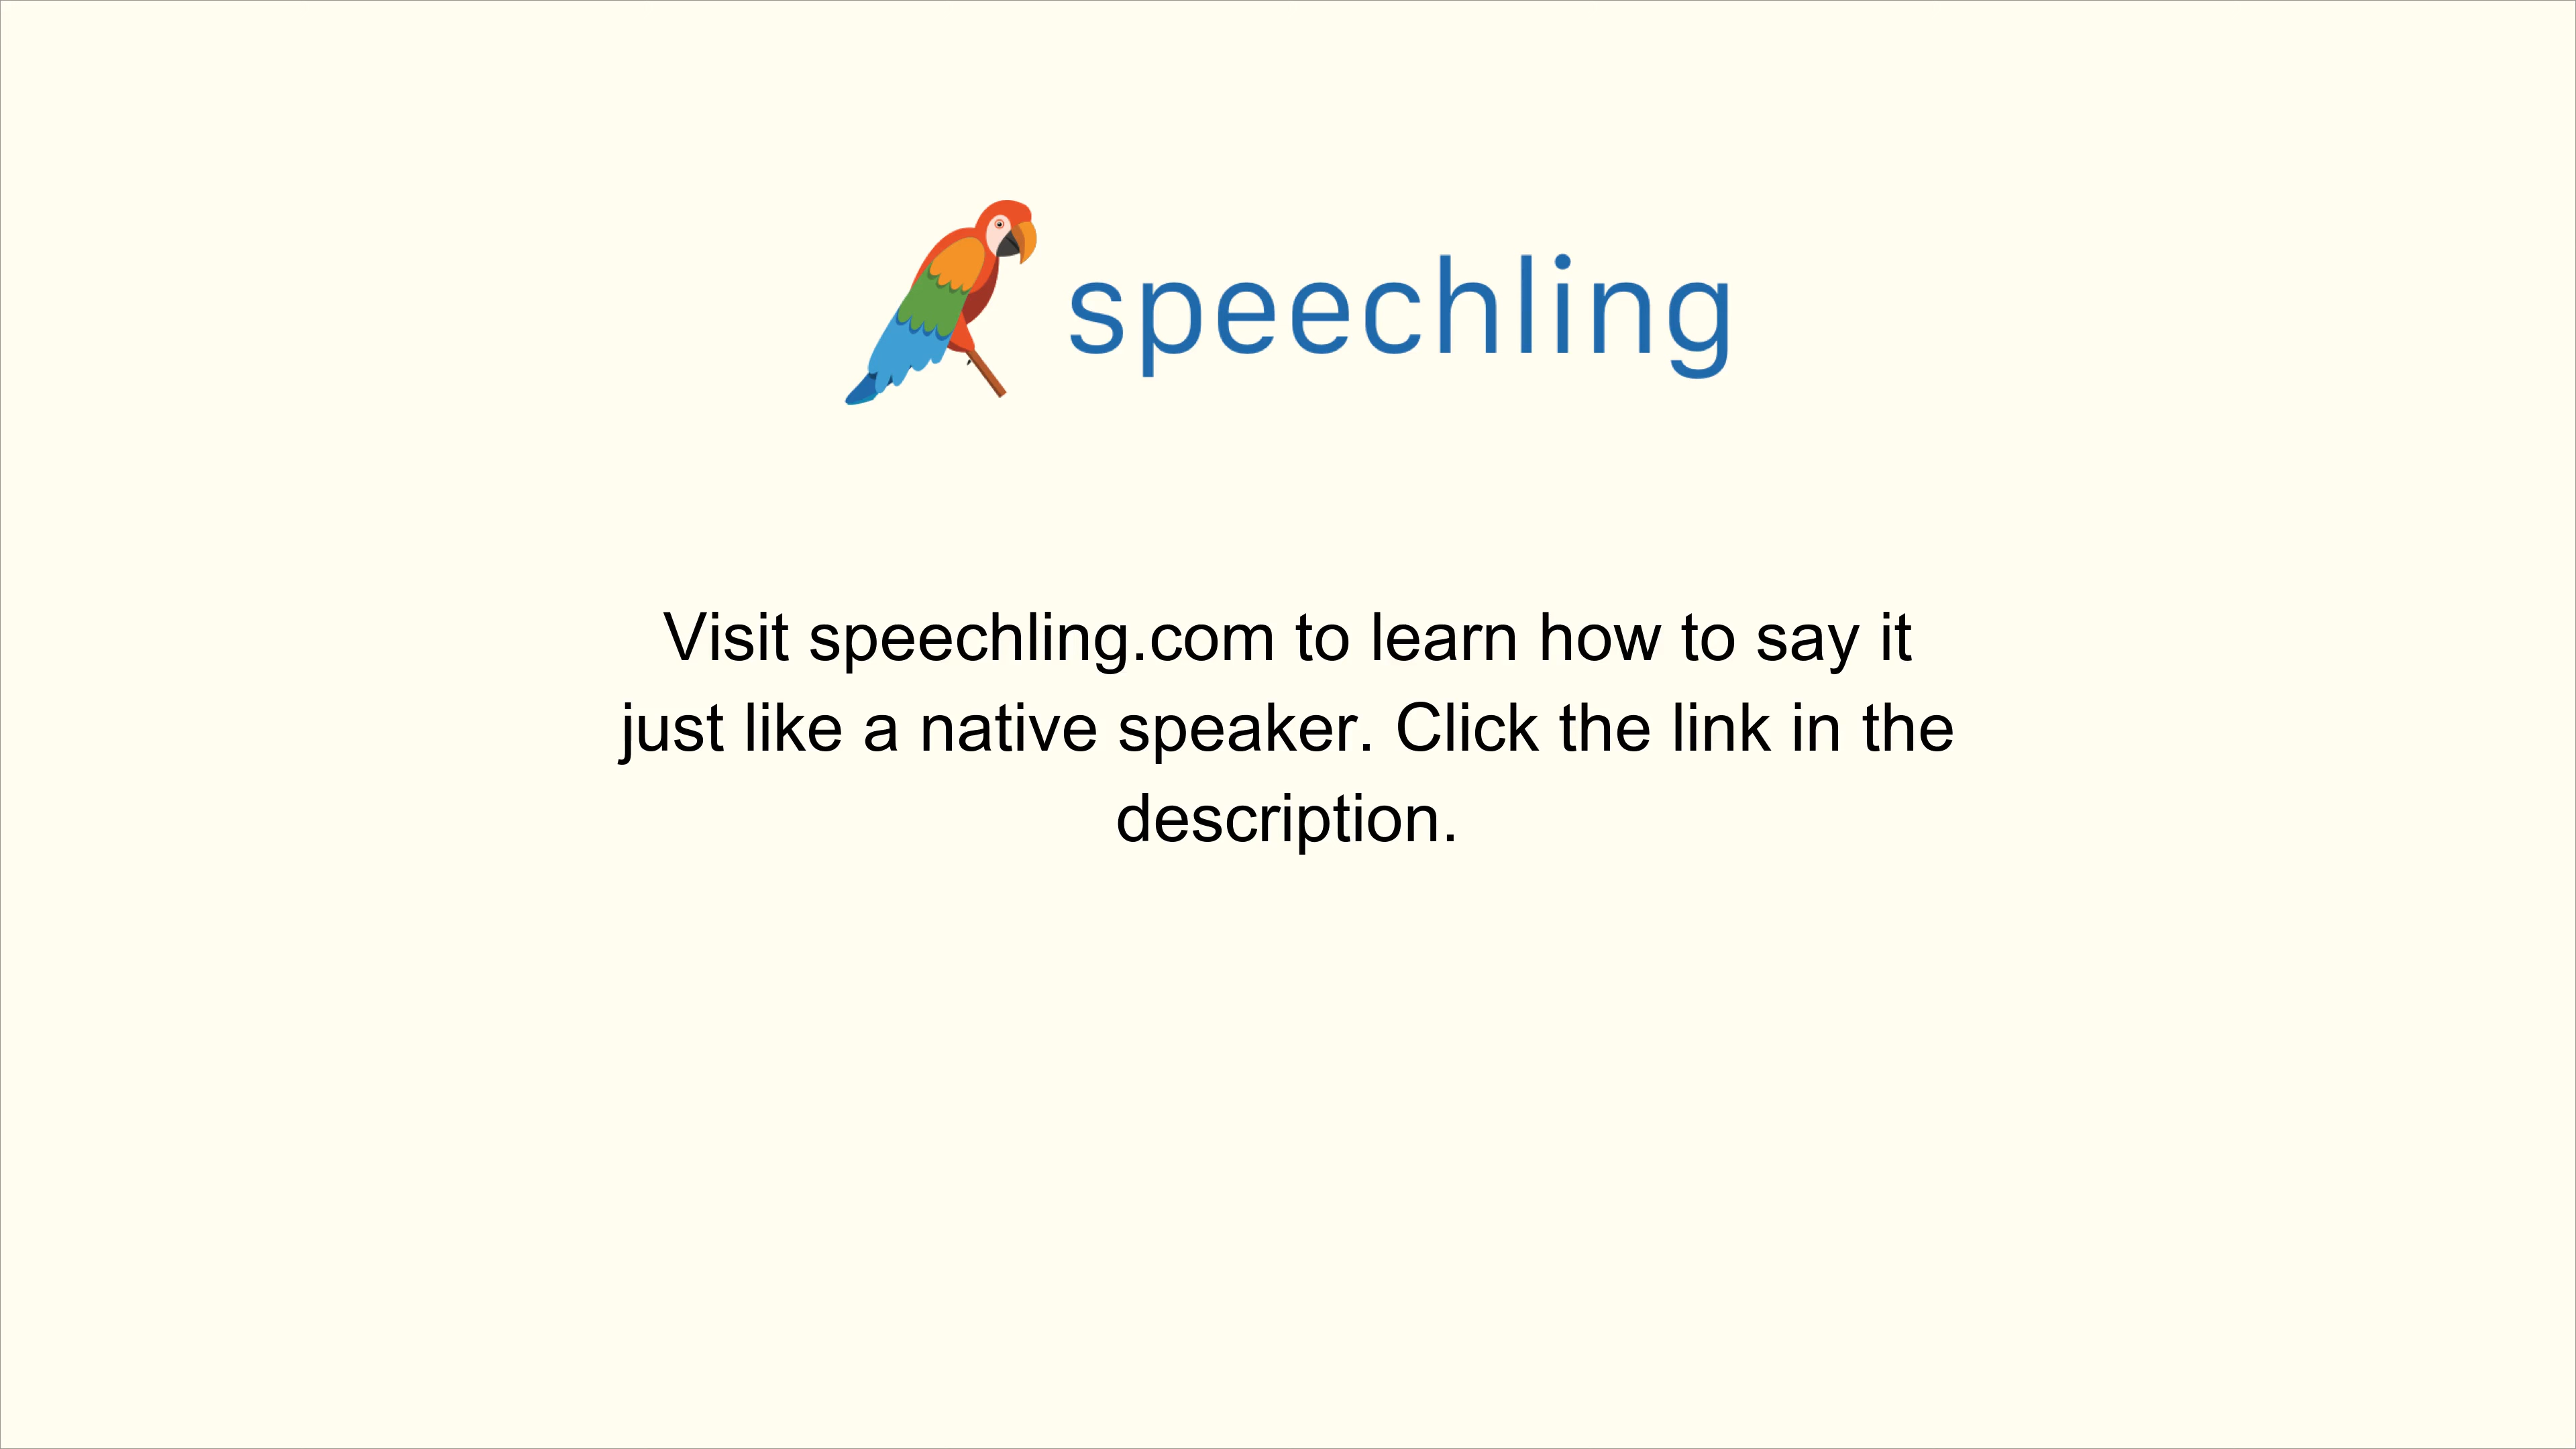 speechling
Visit speechling.com to learn how to say it
just like a native speaker. Click the link in the
description.